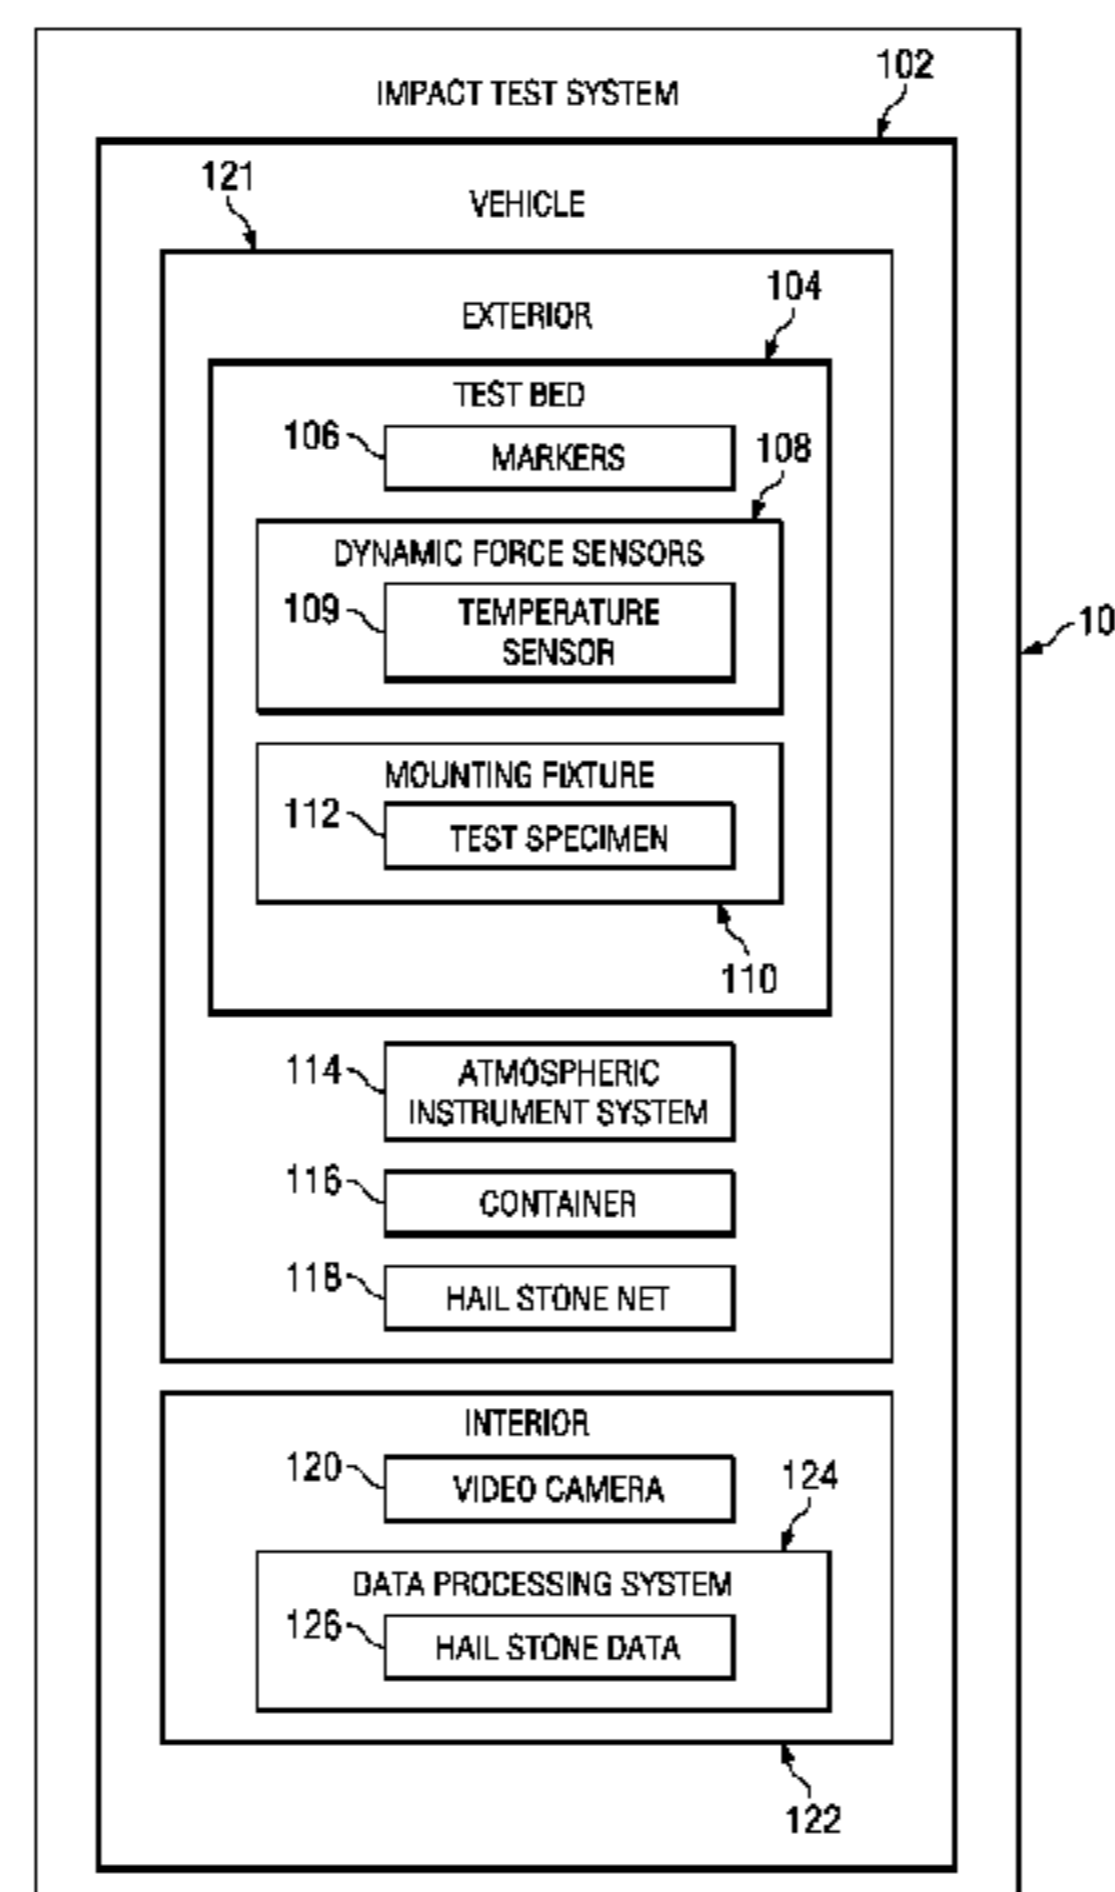 IMPACT TEST SYSTEM
102
121
VEHICLE
104
EXTERIOR
TEST BED
106
MARKERS
108
DYNAMIC FORCE SENSORS
109
TEMPERATURE
SENSOR
10
MOUNTING FIXTURE
112
TEST SPECIMEN
110
114
ATMOSPHERIC
INSTRUMENT SYSTEM
116
CONTAINER
118
HAIL STONE NET
INTERIOR
120
VIDEO CAMERA
124
DATA PROCESSING SYSTEM
126
HAIL STONE DATA
122